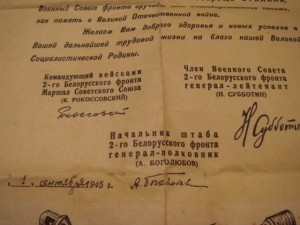 Военный Совет фронта
как память о Великой Отечественной войне.
Желаем Вам доброго здоровья и новых успехов в
Вашей дальнейшей трудовой жизни на благо нашей Великой
Социалистической Родины.
Командующий войсками
2-го Белорусского фронта
Маршал Советского Союза
(К. РОКОССОВСКИЙ)
Член Военного Совета
2-го Белорусского фронта
генерал-лейтенант
(Н. СУББОТИН)
Н Субботин
Начальник штаба
2-го Белорусского фронта
генерал-полковник
(А. БОГОЛЮБОВ)
„1" сентября 1945 г.